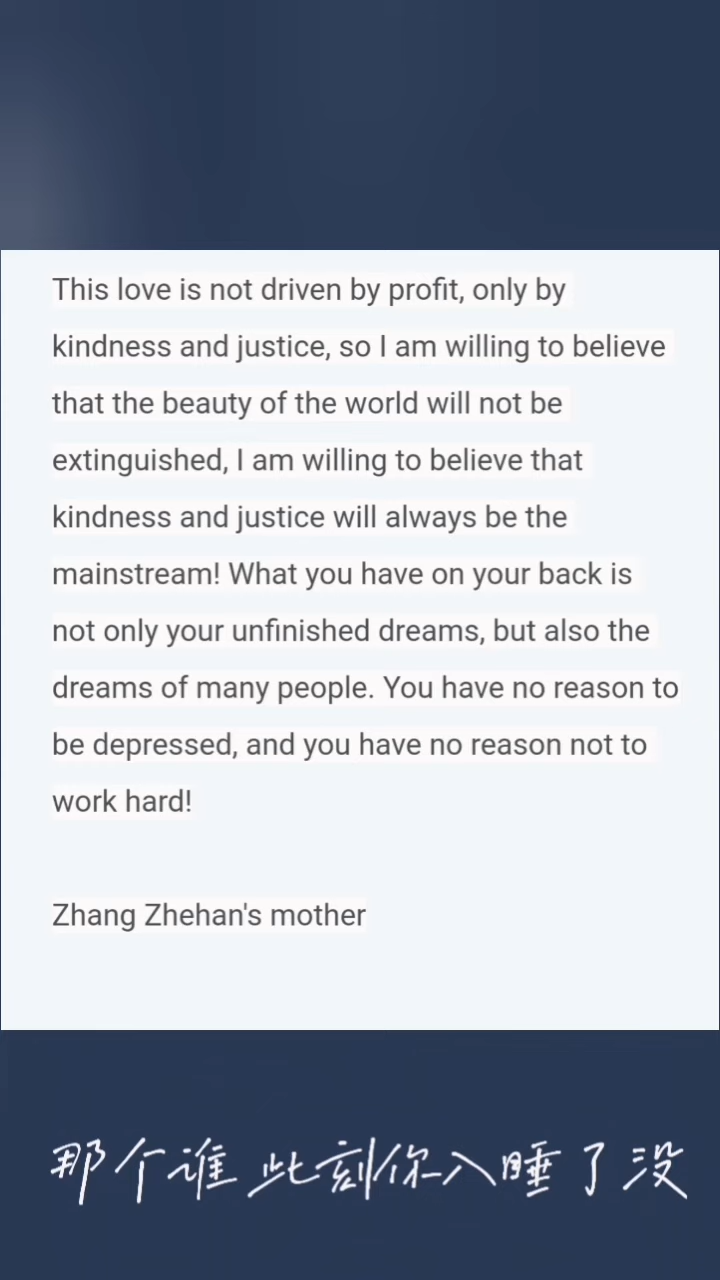 This love is not driven by profit, only by
kindness and justice, so I am willing to believe
that the beauty of the world will not be
extinguished, I am willing to believe that
kindness and justice will always be the
mainstream! What you have on your back is
not only your unfinished dreams, but also the
dreams of many people. You have no reason to
be depressed, and you have no reason not to
work hard!
Zhang Zhehan's mother
那个谁 此刻你入睡了没